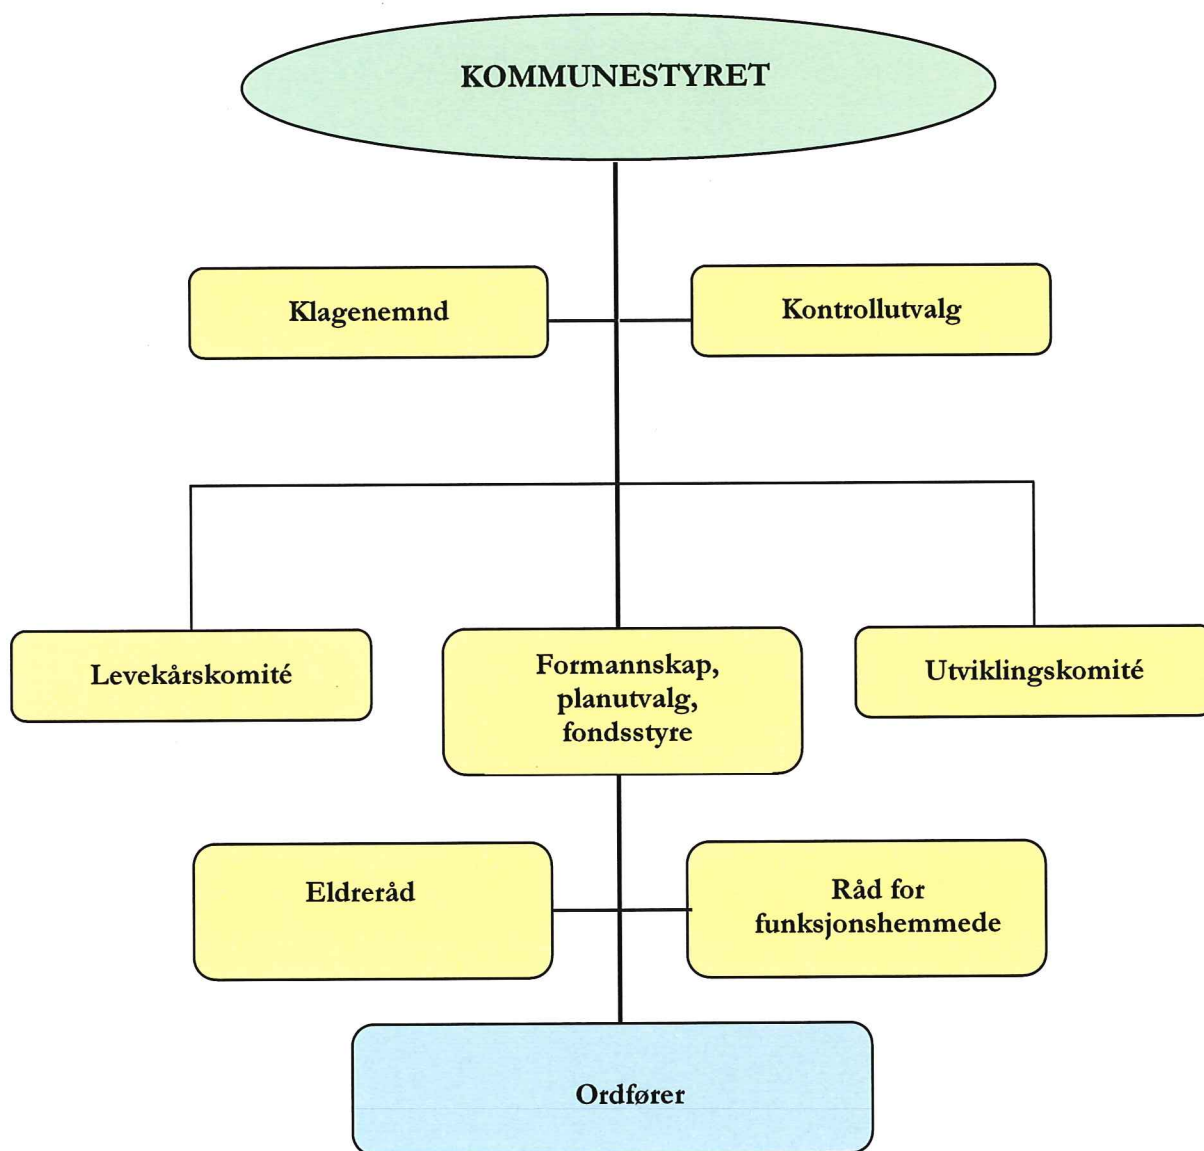 KOMMUNESTYRET
Klagenemnd
Kontrollutvalg
Levekårskomité
Formannskap,
planutvalg,
fondsstyre
Utviklingskomité
Eldreråd
Råd for
funksjonshemmede
Ordfører